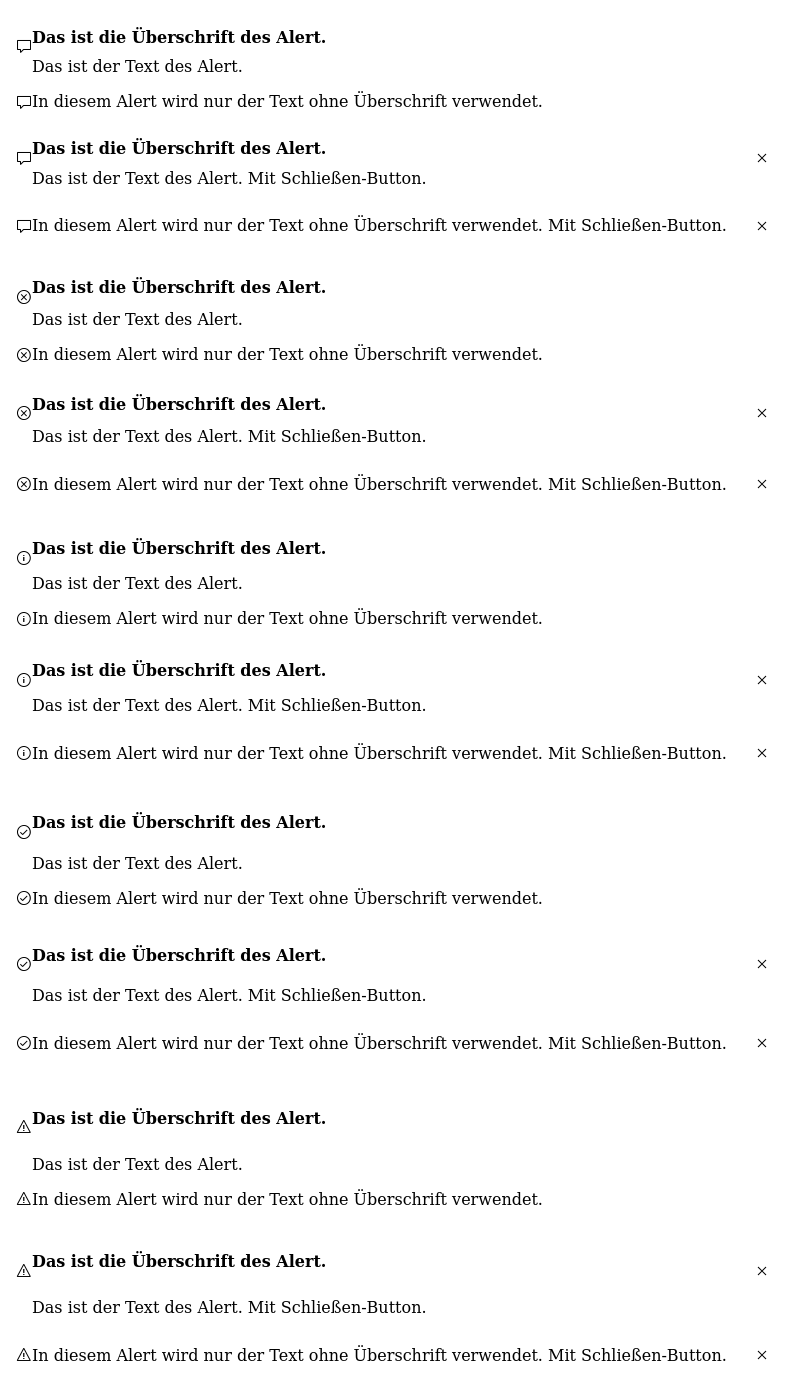 Das ist die Überschrift des Alert.
Das ist der Text des Alert.
In diesem Alert wird nur der Text ohne Überschrift verwendet.
Das ist die Überschrift des Alert.
Das ist der Text des Alert. Mit Schließen-Button.
In diesem Alert wird nur der Text ohne Überschrift verwendet. Mit Schließen-Button.
Das ist die Überschrift des Alert.
Das ist der Text des Alert.
In diesem Alert wird nur der Text ohne Überschrift verwendet.
Das ist die Überschrift des Alert.
Das ist der Text des Alert. Mit Schließen-Button.
In diesem Alert wird nur der Text ohne Überschrift verwendet. Mit Schließen-Button.
Das ist die Überschrift des Alert.
Das ist der Text des Alert.
In diesem Alert wird nur der Text ohne Überschrift verwendet.
Das ist die Überschrift des Alert.
Das ist der Text des Alert. Mit Schließen-Button.
In diesem Alert wird nur der Text ohne Überschrift verwendet. Mit Schließen-Button.
Das ist die Überschrift des Alert.
Das ist der Text des Alert.
In diesem Alert wird nur der Text ohne Überschrift verwendet.
Das ist die Überschrift des Alert.
Das ist der Text des Alert. Mit Schließen-Button.
In diesem Alert wird nur der Text ohne Überschrift verwendet. Mit Schließen-Button.
Das ist die Überschrift des Alert.
Das ist der Text des Alert.
In diesem Alert wird nur der Text ohne Überschrift verwendet.
Das ist die Überschrift des Alert.
Das ist der Text des Alert. Mit Schließen-Button.
In diesem Alert wird nur der Text ohne Überschrift verwendet. Mit Schließen-Button.